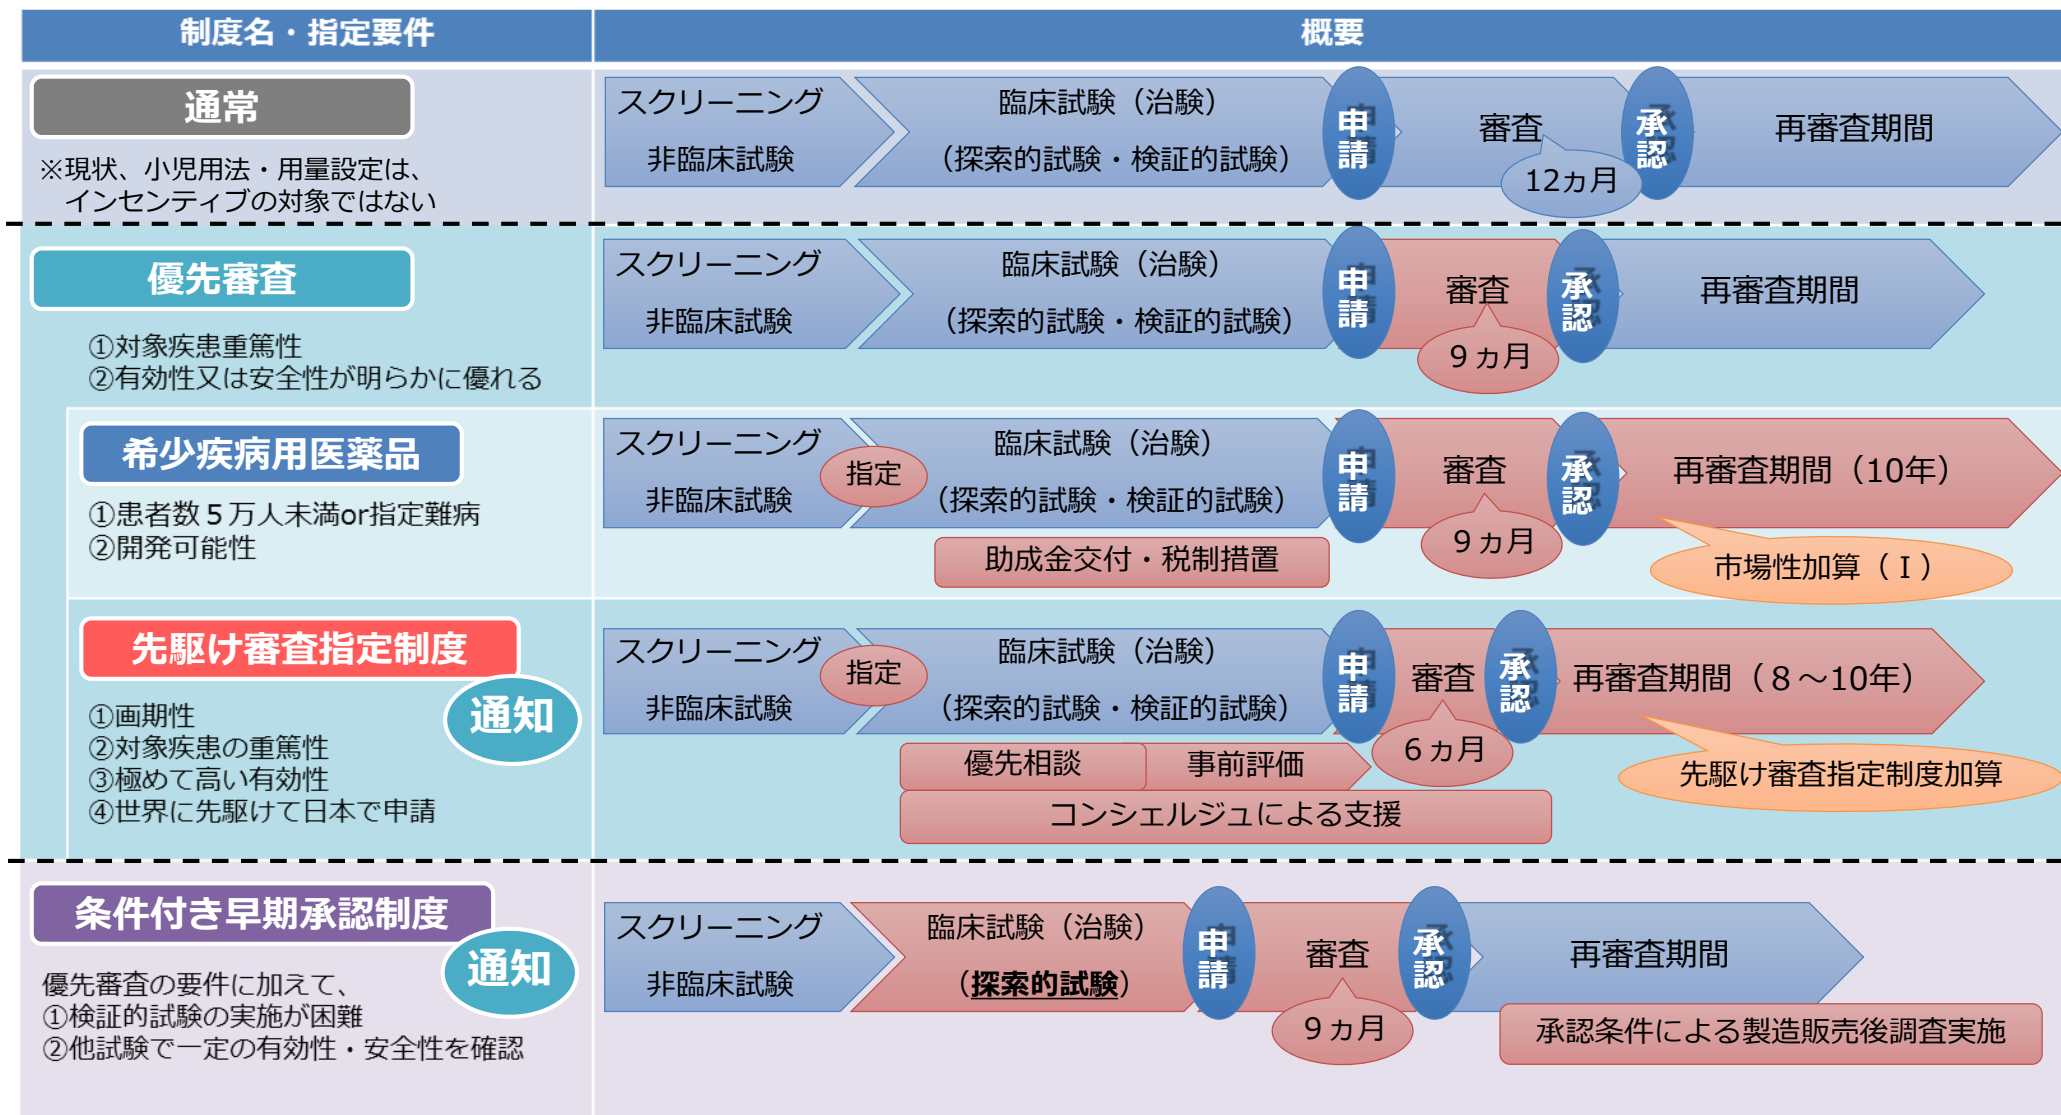 制度名・指定要件
概要
通常
※現状、小児用法・用量設定は、
インセンティブの対象ではない
スクリーニング
非臨床試験
臨床試験（治験）
（探索的試験・検証的試験）
申請
審査
12ヵ月
承認
再審査期間
優先審査
①対象疾患重篤性
②有効性又は安全性が明らかに優れる
スクリーニング
非臨床試験
臨床試験（治験）
（探索的試験・検証的試験）
申請
審査
９ヵ月
承認
再審査期間
希少疾病用医薬品
①患者数５万人未満or指定難病
②開発可能性
スクリーニング
非臨床試験
指定
臨床試験（治験）
（探索的試験・検証的試験）
助成金交付・税制措置
申請
審査
９ヵ月
承認
再審査期間（10年）
市場性加算（Ⅰ）
先駆け審査指定制度
通知
①画期性
②対象疾患の重篤性
③極めて高い有効性
④世界に先駆けて日本で申請
スクリーニング
非臨床試験
指定
臨床試験（治験）
（探索的試験・検証的試験）
優先相談
事前評価
コンシェルジュによる支援
申請
審査
６ヵ月
承認
再審査期間（８～10年）
先駆け審査指定制度加算
条件付き早期承認制度
通知
優先審査の要件に加えて、
①検証的試験の実施が困難
②他試験で一定の有効性・安全性を確認
スクリーニング
非臨床試験
臨床試験（治験）
（探索的試験）
申請
審査
９ヵ月
承認
再審査期間
承認条件による製造販売後調査実施